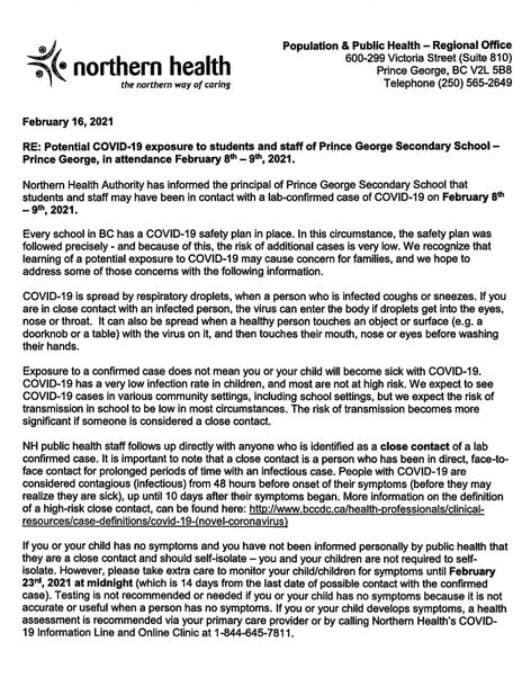 northern health
the northern way of caring
Population & Public Health – Regional Office
600-299 Victoria Street (Suite 810)
Prince George, BC V2L 5B8
Telephone (250) 565-2649
February 16, 2021
RE: Potential COVID-19 exposure to students and staff of Prince George Secondary School –
Prince George, in attendance February 8th – 9th, 2021.
Northern Health Authority has informed the principal of Prince George Secondary School that
students and staff may have been in contact with a lab-confirmed case of COVID-19 on February 8th
– 9th, 2021.
Every school in BC has a COVID-19 safety plan in place. In this circumstance, the safety plan was
followed precisely - and because of this, the risk of additional cases is very low. We recognize that
learning of a potential exposure to COVID-19 may cause concern for families, and we hope to
address some of those concerns with the following information.
COVID-19 is spread by respiratory droplets, when a person who is infected coughs or sneezes. If you
are in close contact with an infected person, the virus can enter the body if droplets get into the eyes,
nose or throat. It can also be spread when a healthy person touches an object or surface (e.g. a
doorknob or a table) with the virus on it, and then touches their mouth, nose or eyes before washing
their hands.
Exposure to a confirmed case does not mean you or your child will become sick with COVID-19.
COVID-19 has a very low infection rate in children, and most are not at high risk. We expect to see
COVID-19 cases in various community settings, including school settings, but we expect the risk of
transmission in school to be low in most circumstances. The risk of transmission becomes more
significant if someone is considered a close contact.
NH public health staff follows up directly with anyone who is identified as a close contact of a lab
confirmed case. It is important to note that a close contact is a person who has been in direct, face-to-
face contact for prolonged periods of time with an infectious case. People with COVID-19 are
considered contagious (infectious) from 48 hours before onset of their symptoms (before they may
realize they are sick), up until 10 days after their symptoms began. More information on the definition
of a high-risk close contact, can be found here: http://www.bccdc.ca/health-professionals/clinical-
resources/case-definitions/covid-19-(novel-coronavirus)
If you or your child has no symptoms and you have not been informed personally by public health that
they are a close contact and should self-isolate – you and your children are not required to self-
isolate. However, please take extra care to monitor your child/children for symptoms until February
23rd, 2021 at midnight (which is 14 days from the last date of possible contact with the confirmed
case). Testing is not recommended or needed if you or your child has no symptoms because it is not
accurate or useful when a person has no symptoms. If you or your child develops symptoms, a health
assessment is recommended via your primary care provider or by calling Northern Health's COVID-
19 Information Line and Online Clinic at 1-844-645-7811.